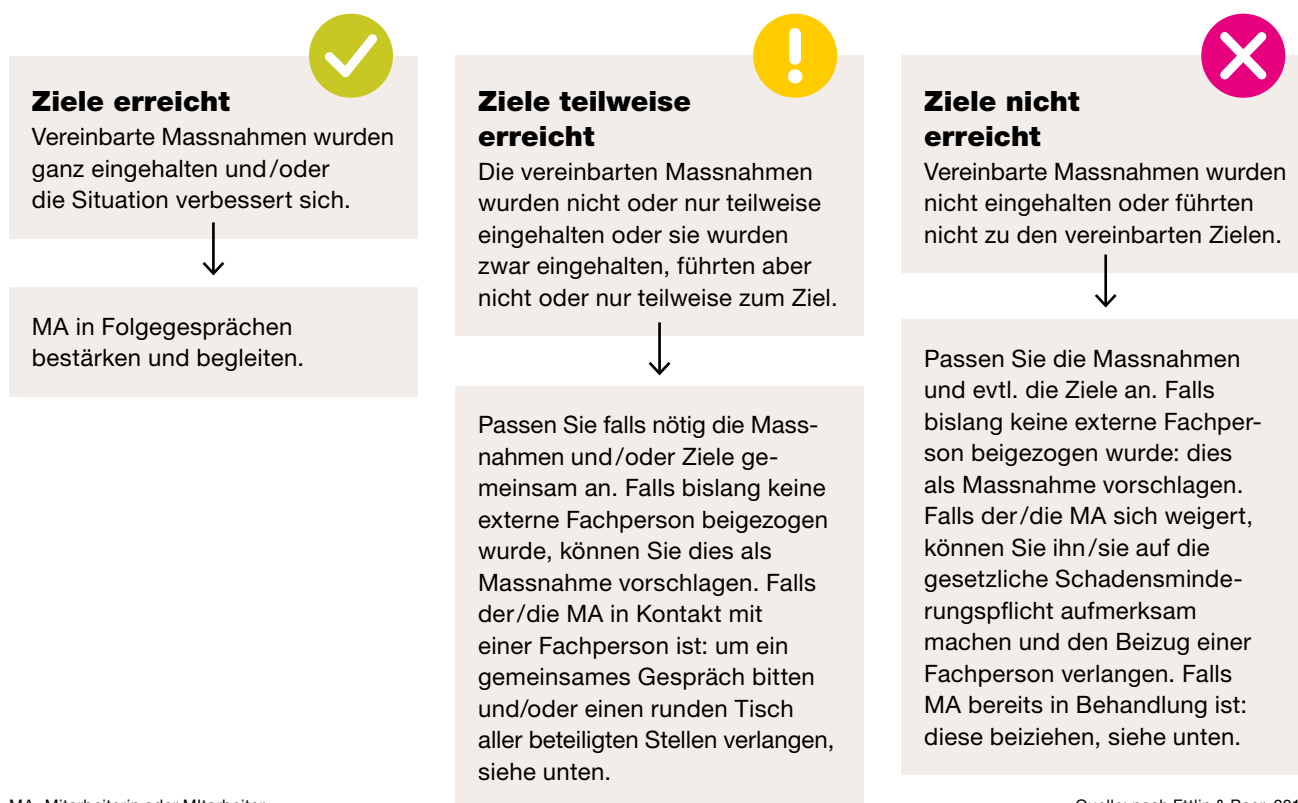 Ziele erreicht
Vereinbarte Massnahmen wurden
ganz eingehalten und/oder
die Situation verbessert sich.
MA in Folgegesprächen
bestärken und begleiten.
Ziele teilweise
erreicht
Die vereinbarten Massnahmen
wurden nicht oder nur teilweise
eingehalten oder sie wurden
zwar eingehalten, führten aber
nicht oder nur teilweise zum Ziel.
Passen Sie falls nötig die Mass-
nahmen und/oder Ziele ge-
meinsam an. Falls bislang keine
externe Fachperson beigezogen
wurde, können Sie dies als
Massnahme vorschlagen. Falls
der/die MA in Kontakt mit
einer Fachperson ist: um ein
gemeinsames Gespräch bitten
und/oder einen runden Tisch
aller beteiligten Stellen verlangen,
siehe unten.
Ziele nicht
erreicht
Vereinbarte Massnahmen wurden
nicht eingehalten oder führten
nicht zu den vereinbarten Zielen.
Passen Sie die Massnahmen
und evtl. die Ziele an. Falls
bislang keine externe Fachper-
son beigezogen wurde: dies
als Massnahme vorschlagen.
Falls der/die MA sich weigert,
können Sie ihn/sie auf die
gesetzliche Schadensminde-
rungspflicht aufmerksam
machen und den Beizug einer
Fachperson verlangen. Falls
MA bereits in Behandlung ist:
diese beiziehen, siehe unten.